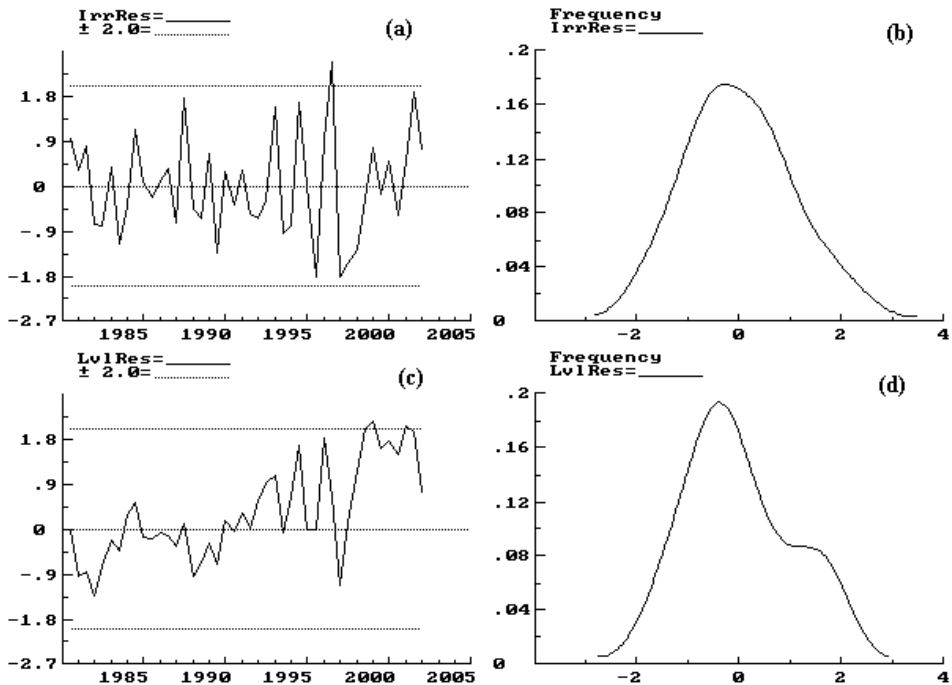 IrrRes=
± 2.0=
(a)
1.8
.9
0
-.9
-1.8
-2.7
1985 1990 1995 2000 2005
Frequency
IrrRes=
(b)
.2
.16
.12
.08
.04
0
-2 0 2 4
LvlRes=
± 2.0=
(c)
1.8
.9
0
-.9
-1.8
-2.7
1985 1990 1995 2000 2005
Frequency
LvlRes=
(d)
.2
.16
.12
.08
.04
0
-2 0 2 4